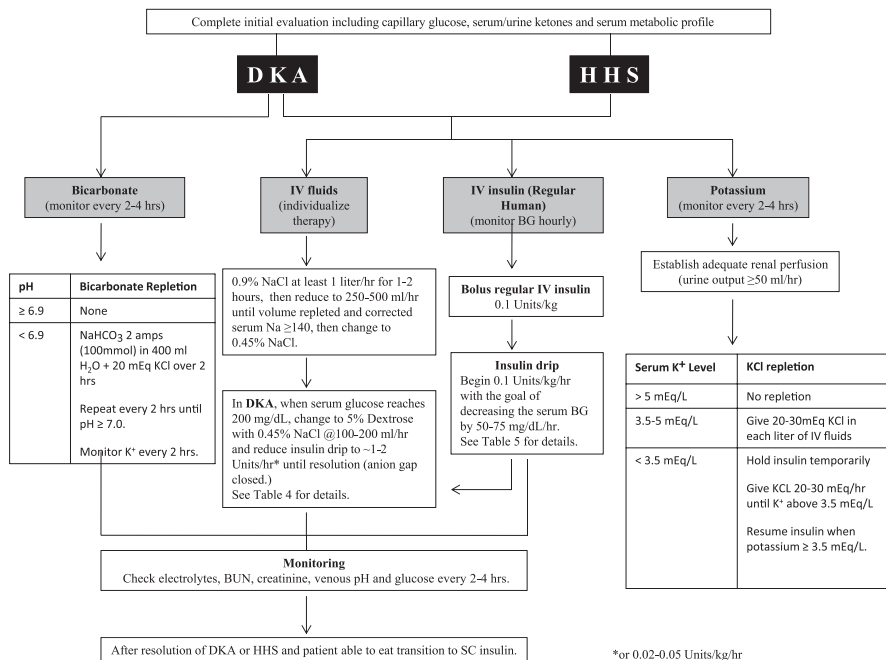 Complete initial evaluation including capillary glucose, serum/urine ketones and serum metabolic profile
D K A
H H S
Bicarbonate
(monitor every 2-4 hrs)
IV fluids
(individualize
therapy)
IV insulin (Regular
Human)
(monitor BG hourly)
Potassium
(monitor every 2-4 hrs)
pH Bicarbonate Repletion
≥ 6.9 None
< 6.9 NaHCO3 2 amps
(100mmol) in 400 ml
H2O + 20 mEq KCl over 2
hrs
Repeat every 2 hrs until
pH ≥ 7.0.
Monitor K+ every 2 hrs.
0.9% NaCl at least 1 liter/hr for 1-2
hours, then reduce to 250-500 ml/hr
until volume repleted and corrected
serum Na ≥140, then change to
0.45% NaCl.
In DKA, when serum glucose reaches
200 mg/dL, change to 5% Dextrose
with 0.45% NaCl @100-200 ml/hr
and reduce insulin drip to ~1-2
Units/hr* until resolution (anion gap
closed.)
See Table 4 for details.
Bolus regular IV insulin
0.1 Units/kg
Insulin drip
Begin 0.1 Units/kg/hr
with the goal of
decreasing the serum BG
by 50-75 mg/dL/hr.
See Table 5 for details.
Establish adequate renal perfusion
(urine output ≥50 ml/hr)
Serum K+ Level KCl repletion
> 5 mEq/L No repletion
3.5-5 mEq/L Give 20-30mEq KCl in
each liter of IV fluids
< 3.5 mEq/L Hold insulin temporarily
Give KCL 20-30 mEq/hr
until K+ above 3.5 mEq/L
Resume insulin when
potassium ≥ 3.5 mEq/L.
Monitoring
Check electrolytes, BUN, creatinine, venous pH and glucose every 2-4 hrs.
After resolution of DKA or HHS and patient able to eat transition to SC insulin.
*or 0.02-0.05 Units/kg/hr